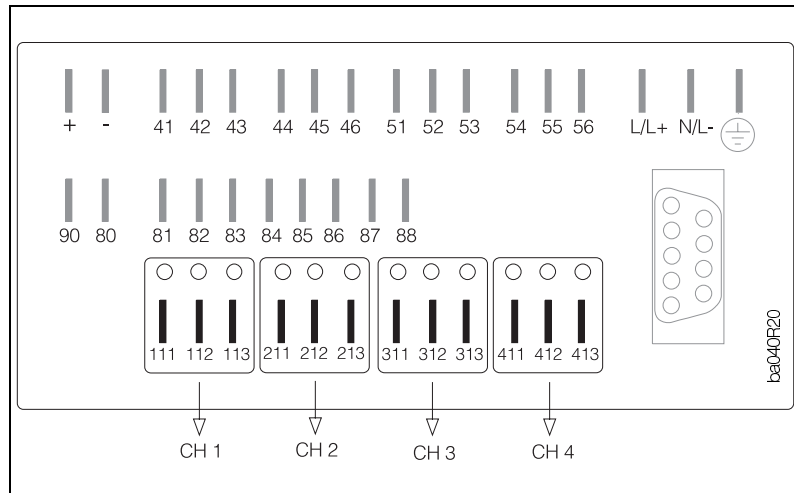 + - 41 42 43 44 45 46 51 52 53 54 55 56 L/L+ N/L-
90 80 81 82 83 84 85 86 87 88
111 112 113 211 212 213 311 312 313 411 412 413
CH 1 CH 2 CH 3 CH 4
ba040R20